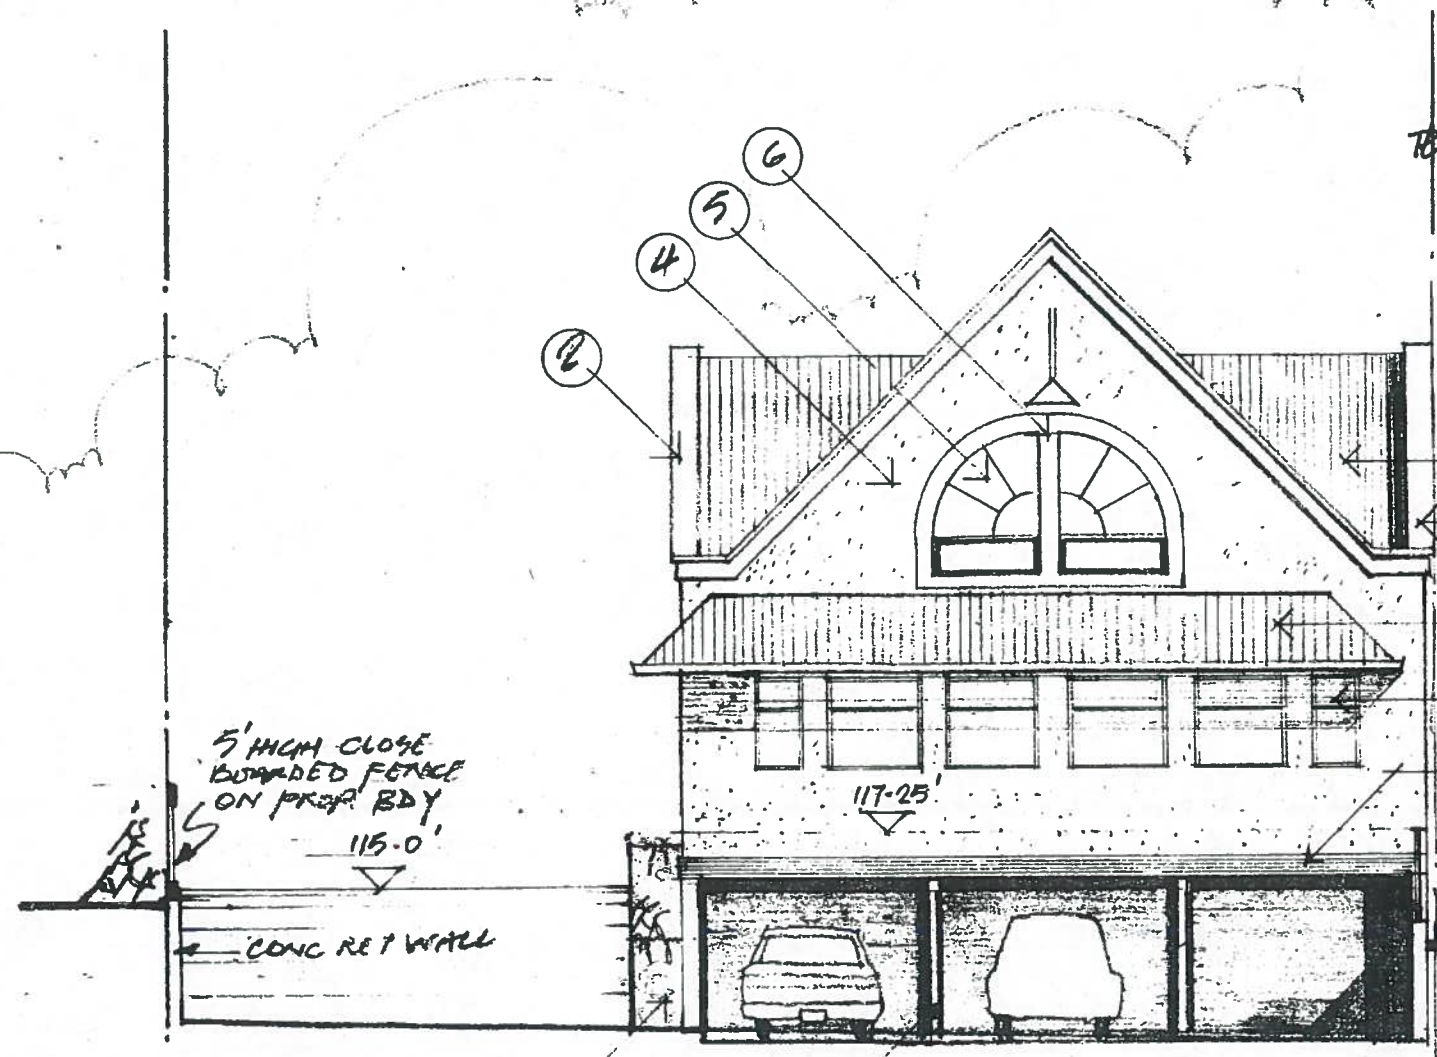 6
5
4
2
5' HIGH CLOSE
BOARDED FENCE
ON PROP. BDY
115.0'
117.25'
CONC RET WALL